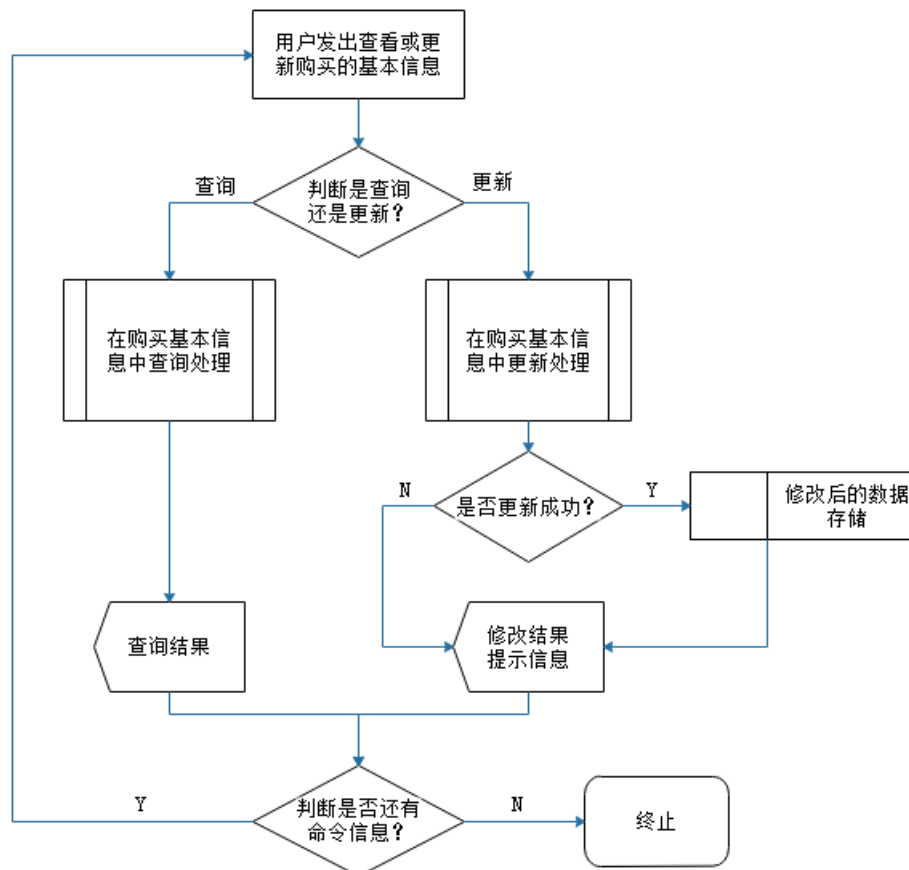 用户发出查看或更
新购买的基本信息
判断是查询
还是更新？
查询
更新
在购买基本信
息中查询处理
在购买基本信
息中更新处理
是否更新成功？
N
Y
修改后的数据
存储
查询结果
修改结果
提示信息
判断是否还有
命令信息？
Y
N
终止